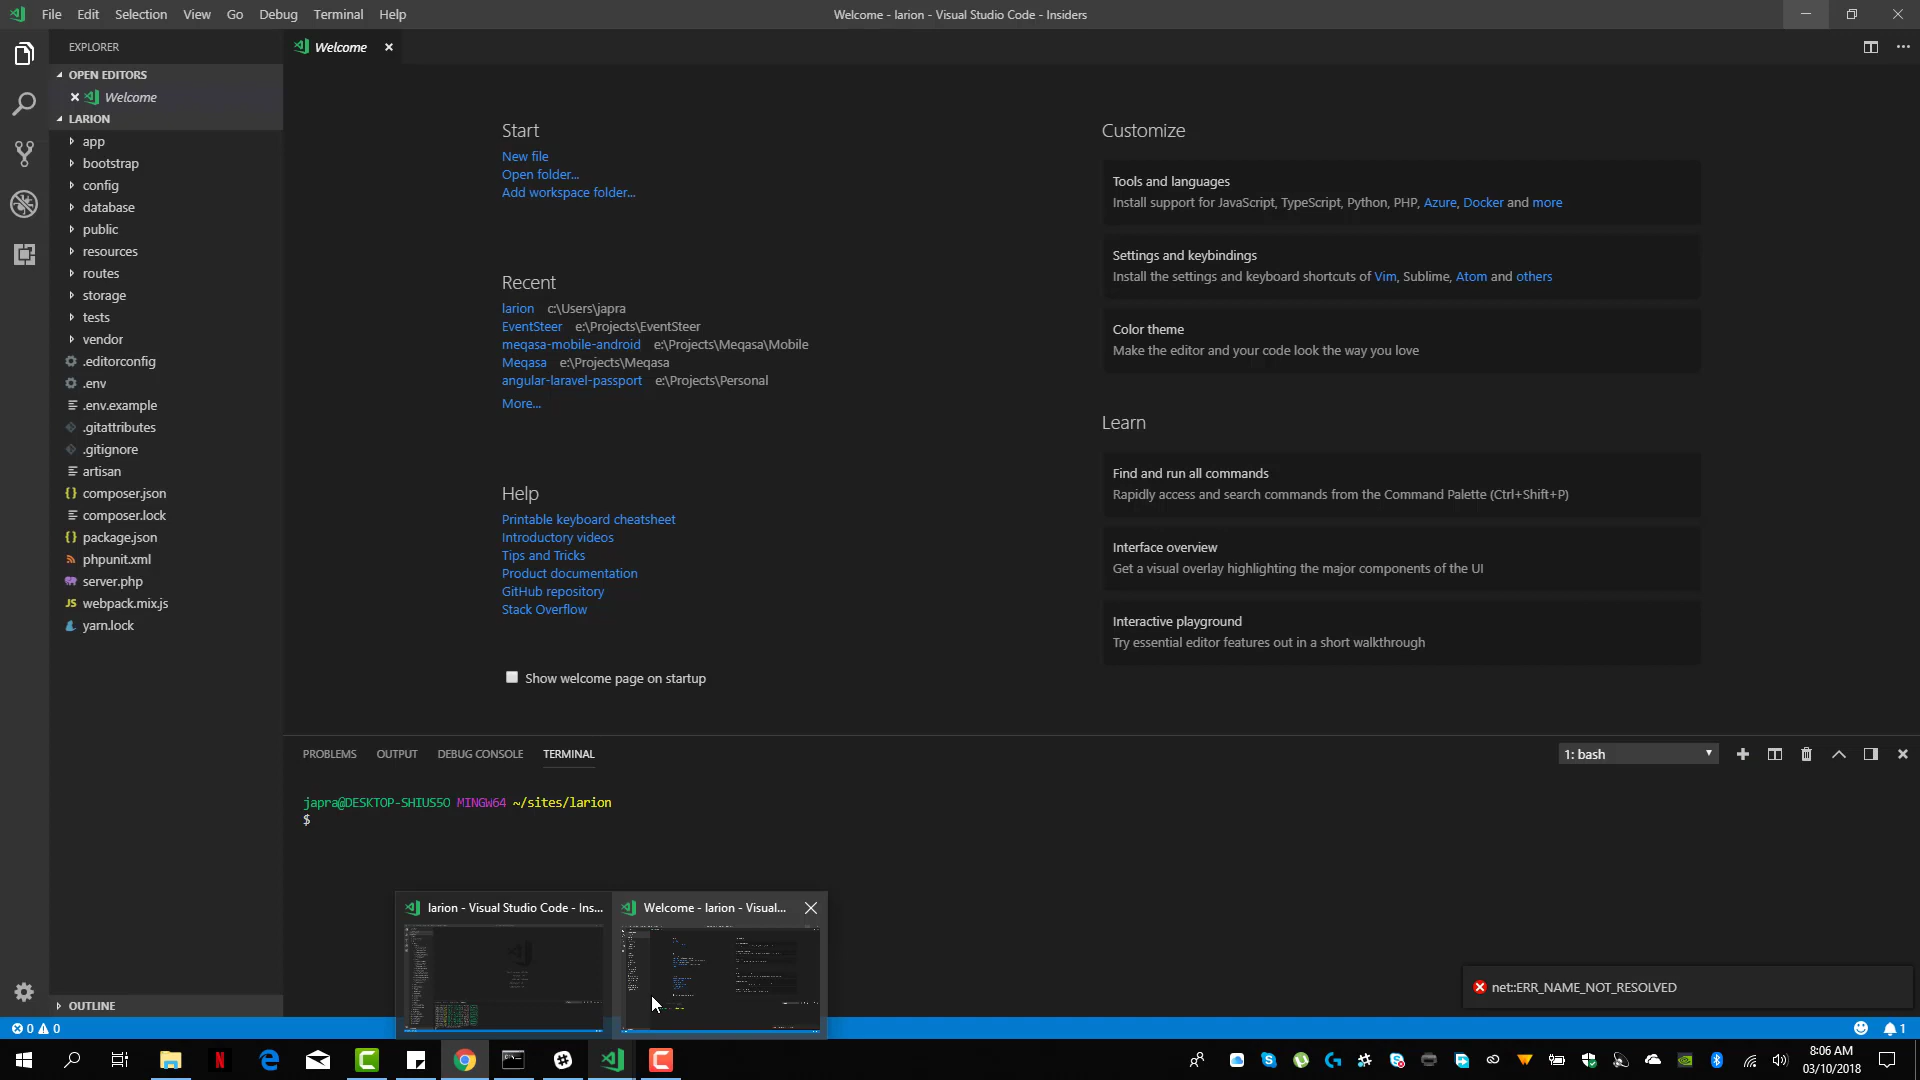 File Edit Selection View Go Debug Terminal Help
Welcome - larion - Visual Studio Code - Insiders
EXPLORER
OPEN EDITORS
Welcome
LARION
app
bootstrap
config
database
public
resources
routes
storage
tests
vendor
.editorconfig
.env
.env.example
.gitattributes
.gitignore
artisan
composer.json
composer.lock
package.json
phpunit.xml
server.php
webpack.mix.js
yarn.lock
OUTLINE
Welcome
Start
New file
Open folder...
Add workspace folder...
Recent
larion c:\Users\japra
EventSteer e:\Projects\EventSteer
meqasa-mobile-android e:\Projects\Meqasa\Mobile
Meqasa e:\Projects\Meqasa
angular-laravel-passport e:\Projects\Personal
More...
Help
Printable keyboard cheatsheet
Introductory videos
Tips and Tricks
Product documentation
GitHub repository
Stack Overflow
Show welcome page on startup
Customize
Tools and languages
Install support for JavaScript, TypeScript, Python, PHP, Azure, Docker and more
Settings and keybindings
Install the settings and keyboard shortcuts of Vim, Sublime, Atom and others
Color theme
Make the editor and your code look the way you love
Learn
Find and run all commands
Rapidly access and search commands from the Command Palette (Ctrl+Shift+P)
Interface overview
Get a visual overlay highlighting the major components of the UI
Interactive playground
Try essential editor features out in a short walkthrough
PROBLEMS OUTPUT DEBUG CONSOLE TERMINAL
1: bash
japra@DESKTOP-SHIUS5O MINGW64 ~/sites/larion
$
larion - Visual Studio Code - Ins...
Welcome - larion - Visual...
net::ERR_NAME_NOT_RESOLVED
0 0
1
8:06 AM
03/10/2018